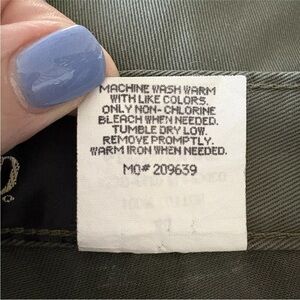 MACHINE WASH WARM
WITH LIKE COLORS.
ONLY NON-CHLORINE
BLEACH WHEN NEEDED.
TUMBLE DRY LOW.
REMOVE PROMPTLY.
WARM IRON WHEN NEEDED.
MO# 209639